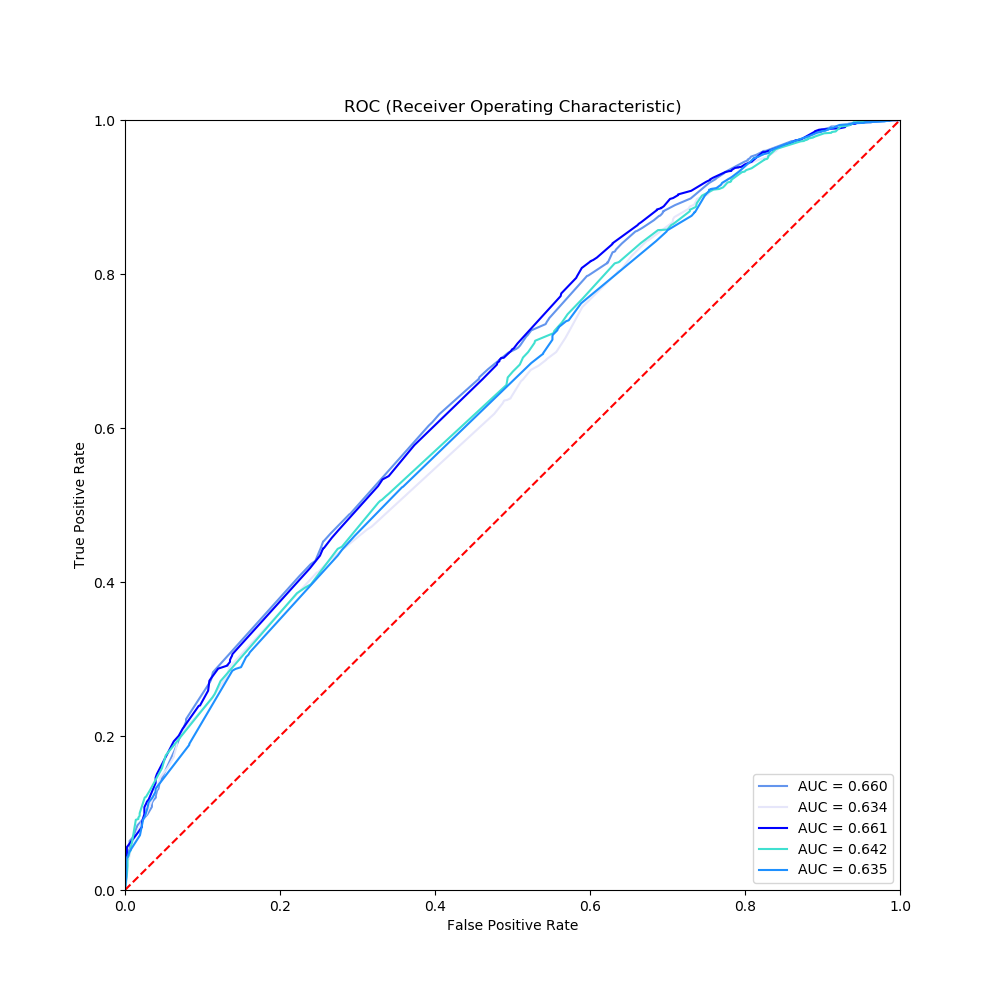 ROC (Receiver Operating Characteristic)
1.0
0.8
0.6
0.4
0.2
0.0
True Positive Rate
0.0 0.2 0.4 0.6 0.8 1.0
False Positive Rate
AUC = 0.660
AUC = 0.634
AUC = 0.661
AUC = 0.642
AUC = 0.635